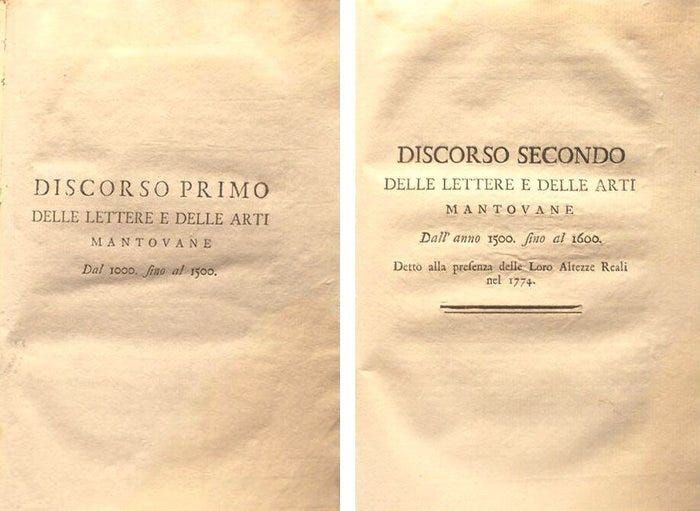 DISCORSO PRIMO
DELLE LETTERE E DELLE ARTI
MANTOVANE
Dal 1000. ſino al 1500.
DISCORSO SECONDO
DELLE LETTERE E DELLE ARTI
MANTOVANE
Dall' anno 1500. ſino al 1600.
Detto alla preſenza delle Loro Altezze Reali
nel 1774.